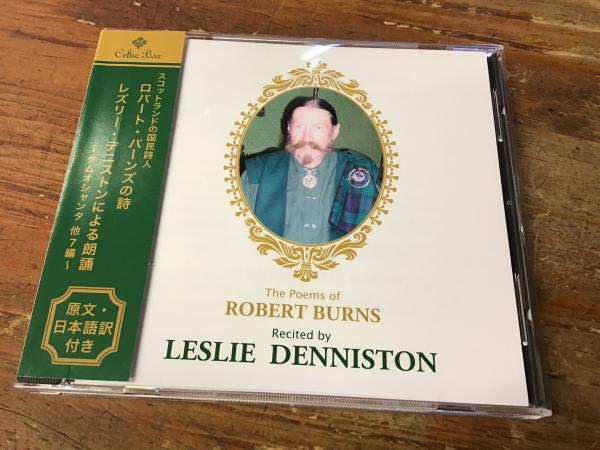 Celtic Box
スコットランドの国民詩人
ロバート・バーンズの詩
レズリー・デニストンによる朗誦
～タムオシャンタ 他7編～
原文・
日本語訳
付き
The Poems of
ROBERT BURNS
Recited by
LESLIE DENNISTON